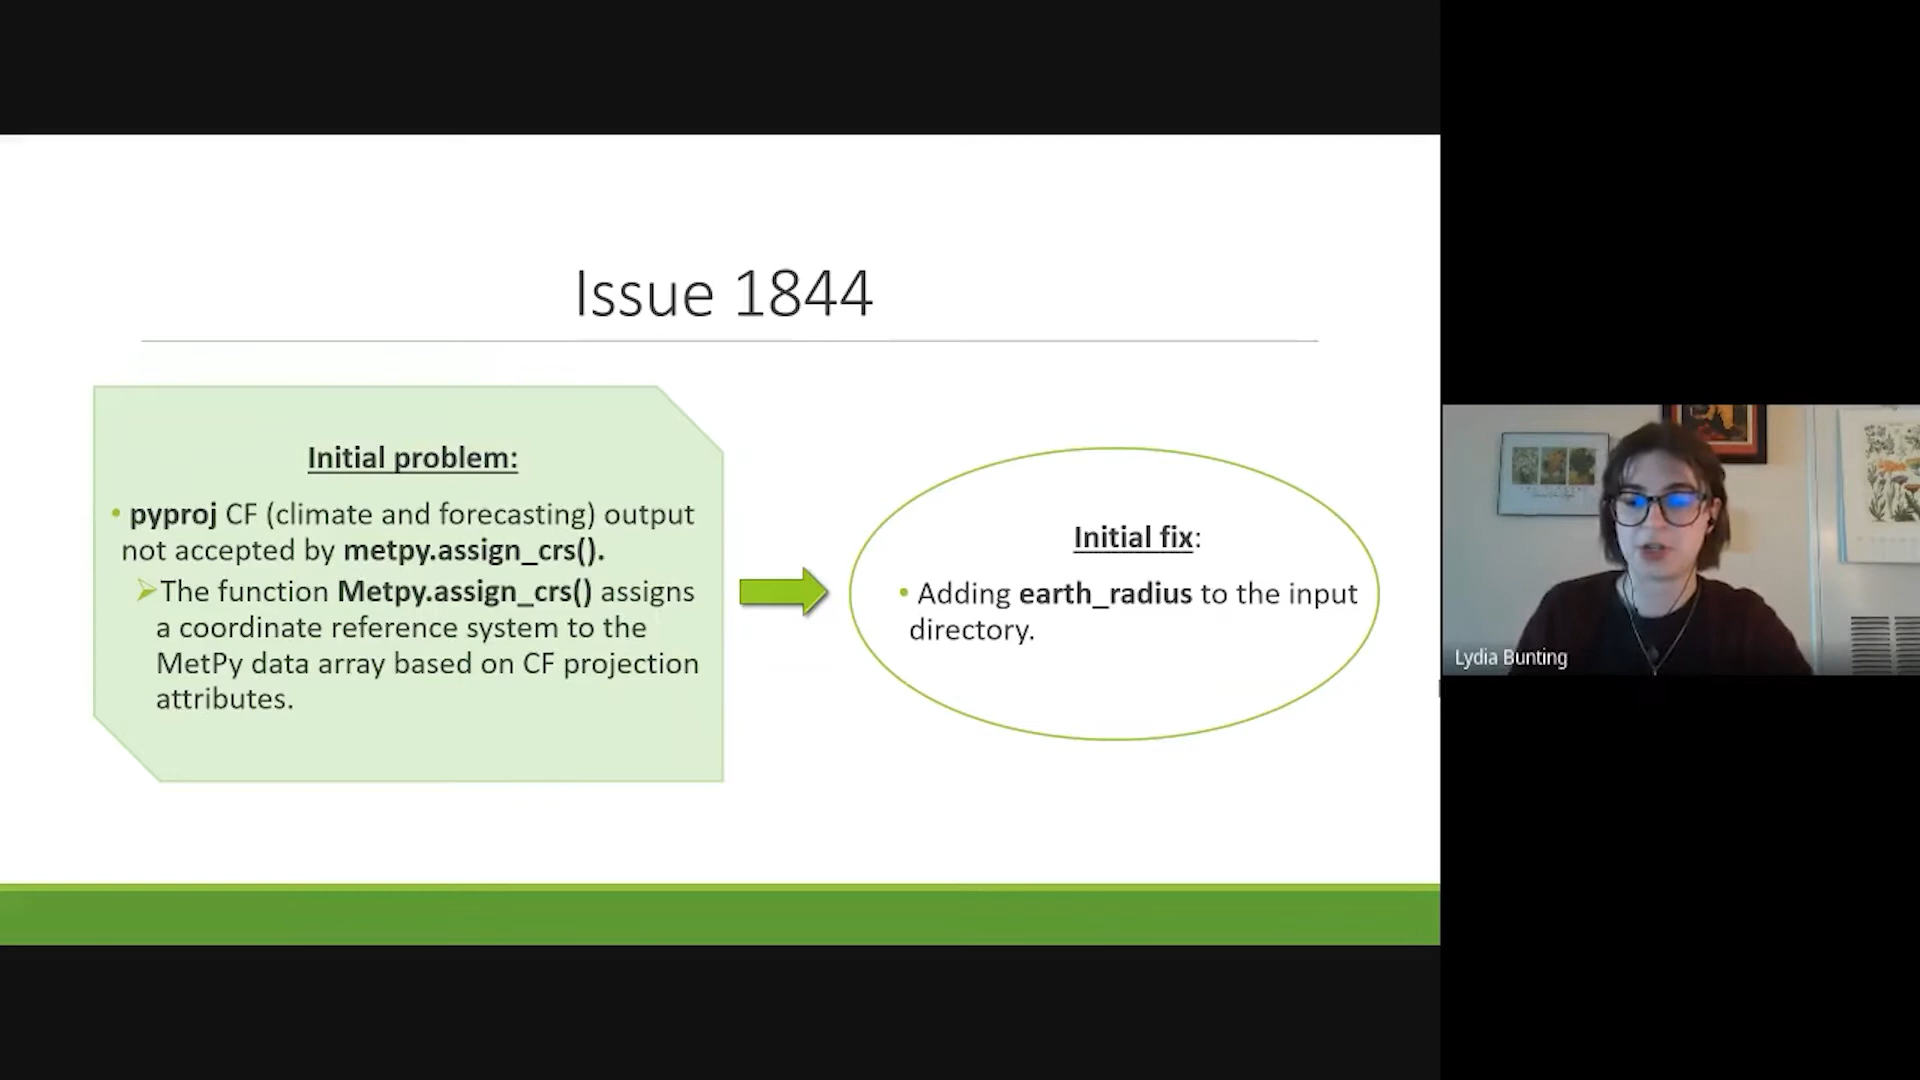 Issue 1844
Initial problem:
• pyproj CF (climate and forecasting) output
not accepted by metpy.assign_crs().
➢The function Metpy.assign_crs() assigns
a coordinate reference system to the
MetPy data array based on CF projection
attributes.
Initial fix:
• Adding earth_radius to the input
directory.
Lydia Bunting